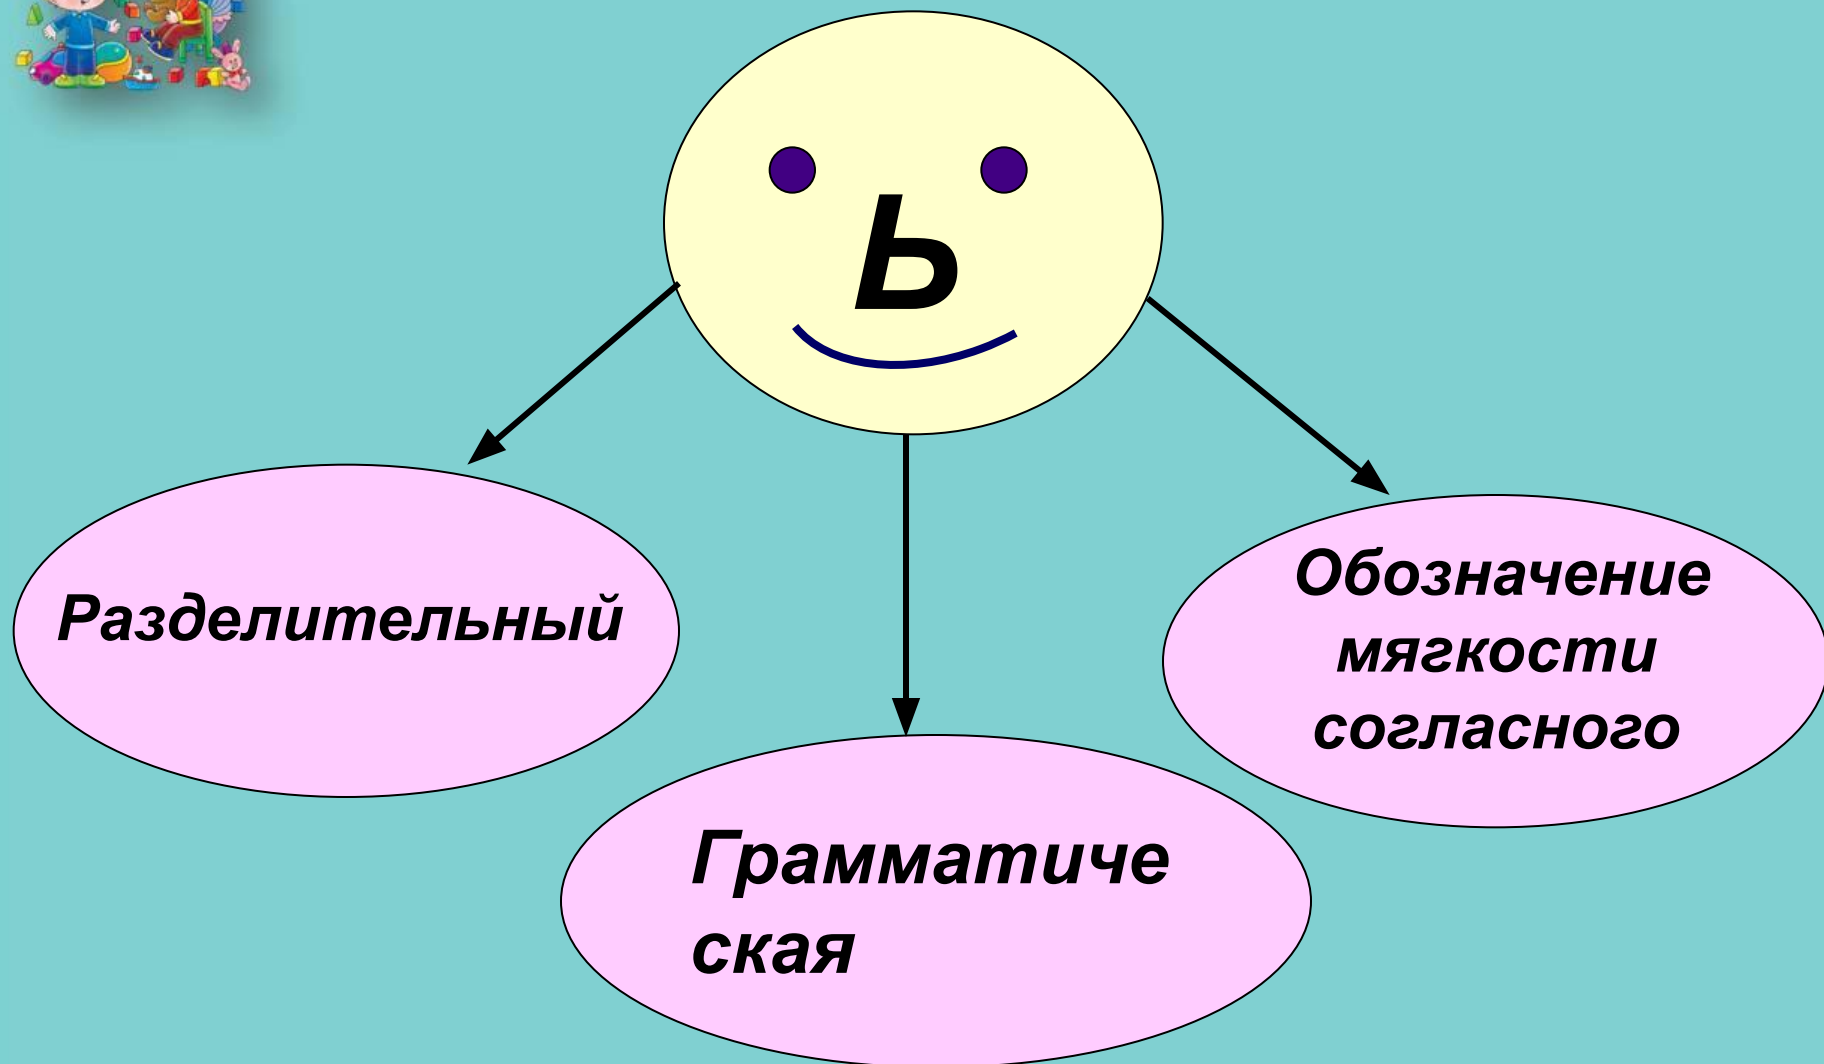 Ь
Разделительный
Обозначение
мягкости
согласного
Грамматиче
ская